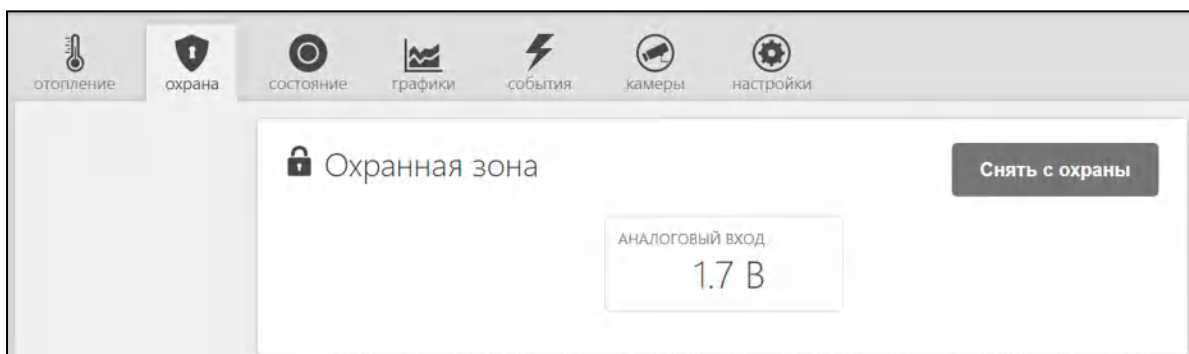 отопление охрана состояние графики события камеры настройки
Охранная зона
Снять с охраны
АНАЛОГОВЫЙ ВХОД
1.7 В